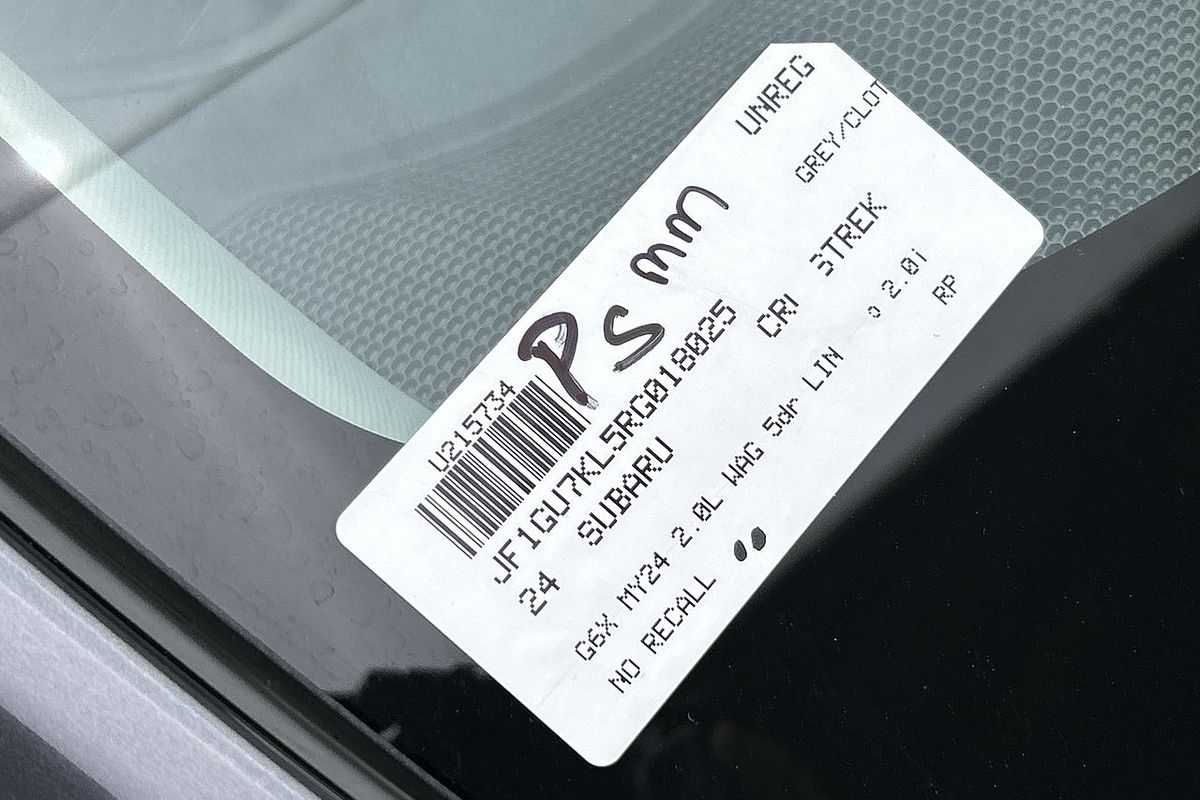 U215734 UNREG
PS mm
JF1GU7KL5RG018025 GREY/CLOT
24 SUBARU CRI STREK
G6X MY24 2.0L WAG 5dr LIN o 2.0i
NO RECALL RP